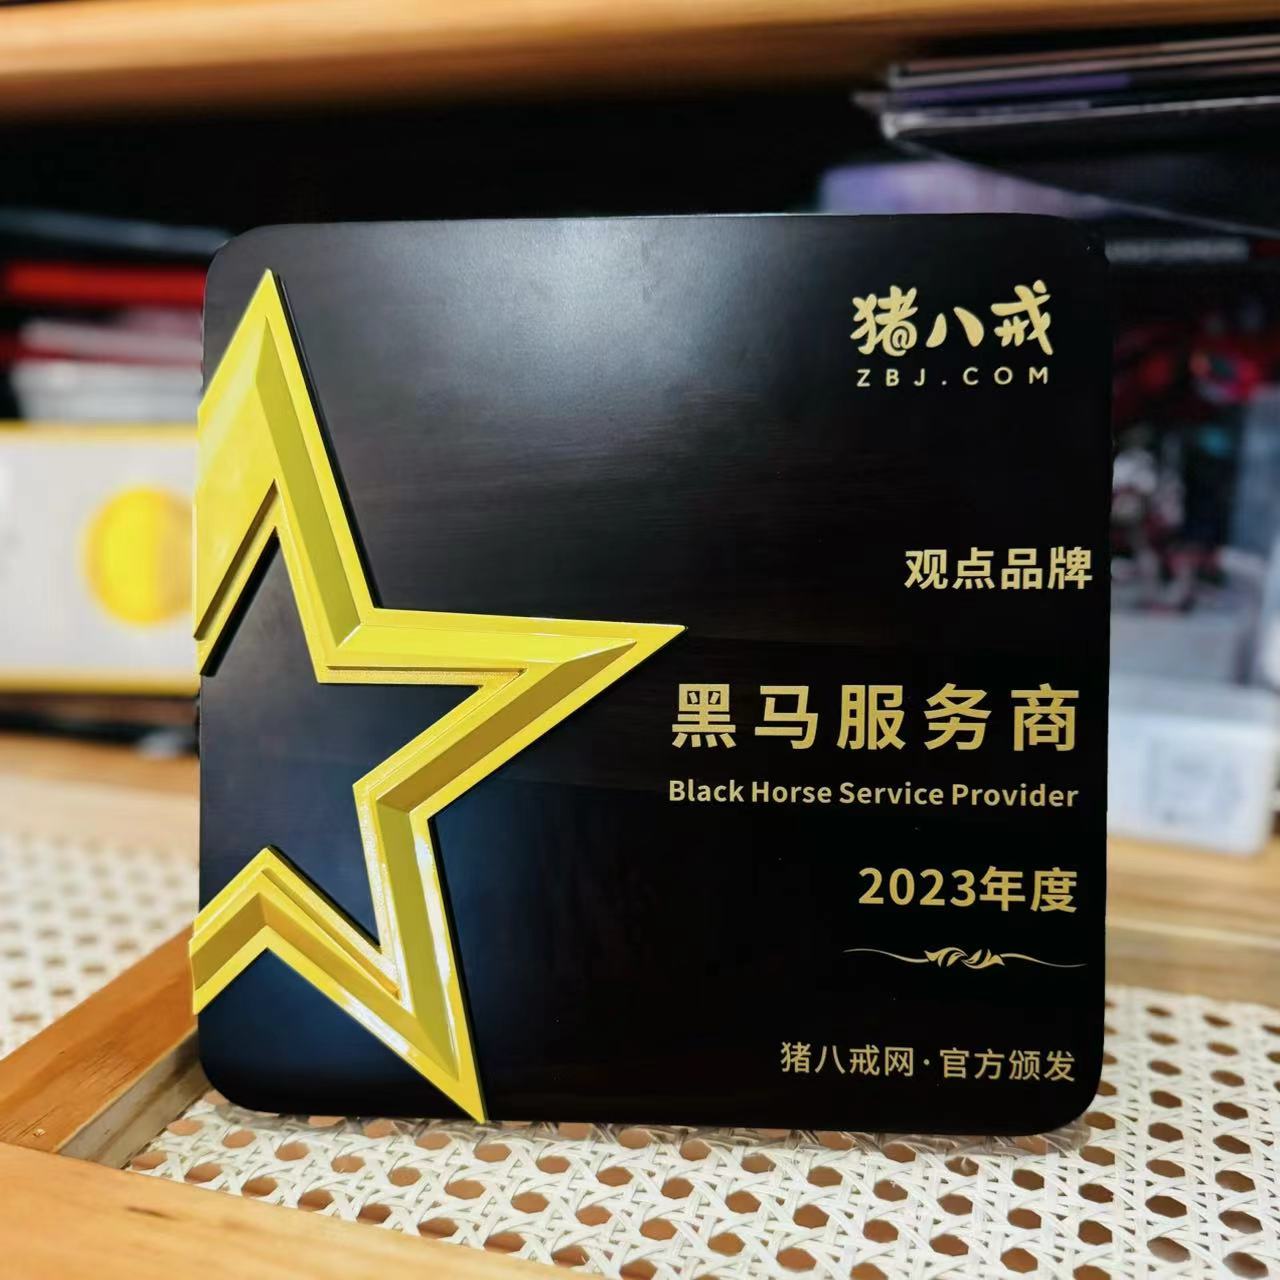 猪八戒
ZBJ.COM
观点品牌
黑马服务商
Black Horse Service Provider
2023年度
猪八戒网·官方颁发